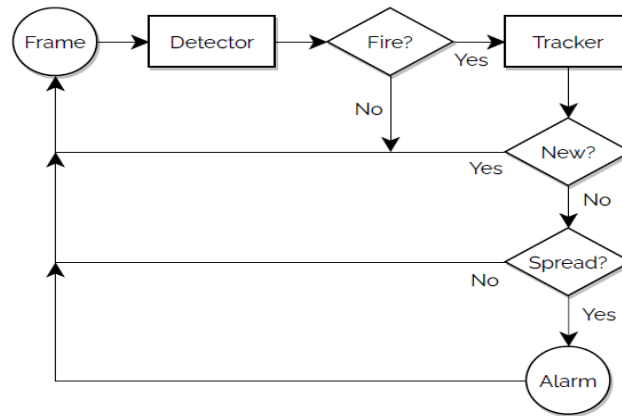 Frame
Detector
Fire?
Yes
Tracker
No
Yes
New?
No
No
Spread?
Yes
Alarm